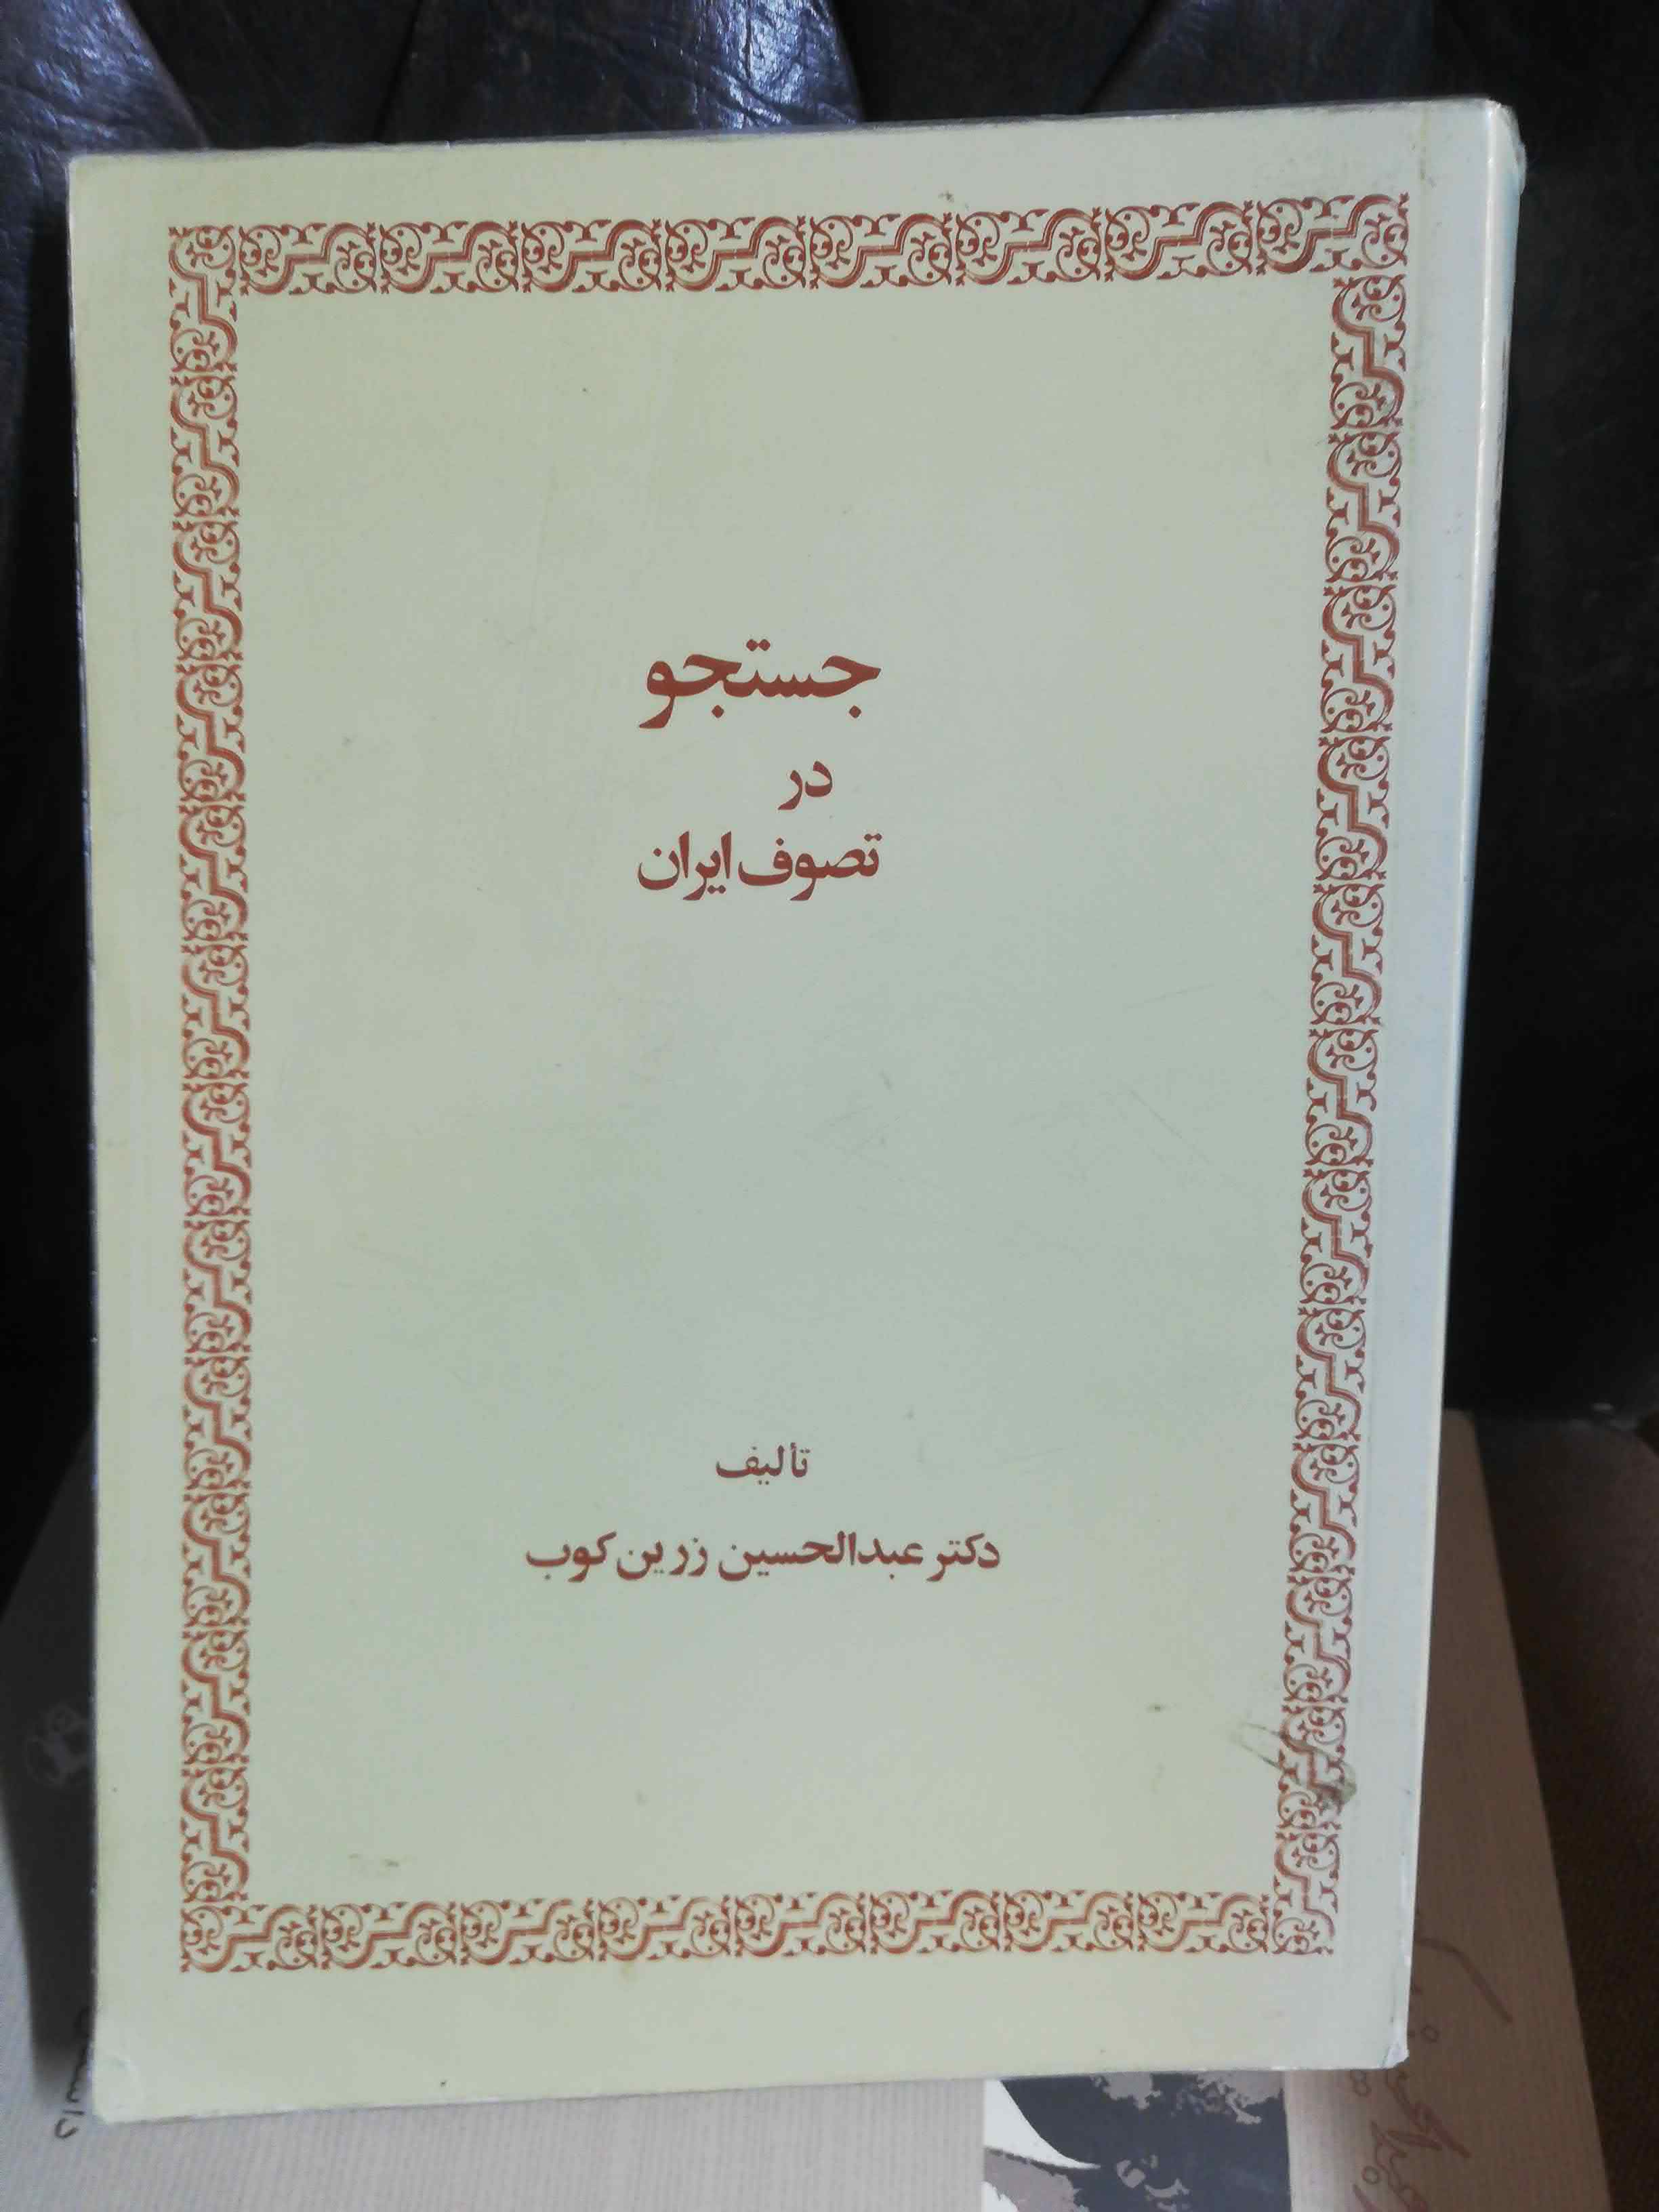 جستجو
در
تصوف ایران
تألیف
دکتر عبدالحسین زرین کوب